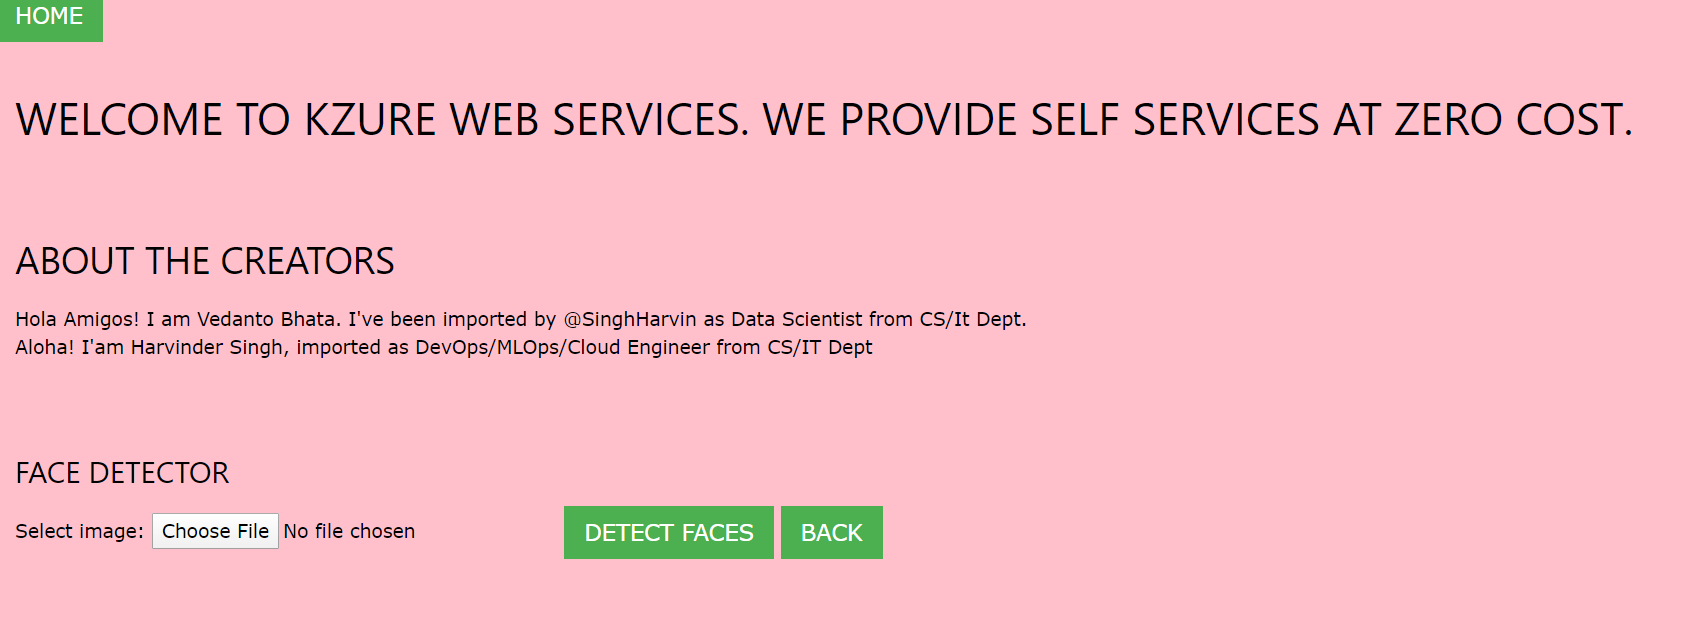 HOME
WELCOME TO KZURE WEB SERVICES. WE PROVIDE SELF SERVICES AT ZERO COST.
ABOUT THE CREATORS
Hola Amigos! I am Vedanto Bhata. I've been imported by @SinghHarvin as Data Scientist from CS/It Dept.
Aloha! I'am Harvinder Singh, imported as DevOps/MLOps/Cloud Engineer from CS/IT Dept
FACE DETECTOR
Select image: Choose File No file chosen DETECT FACES BACK